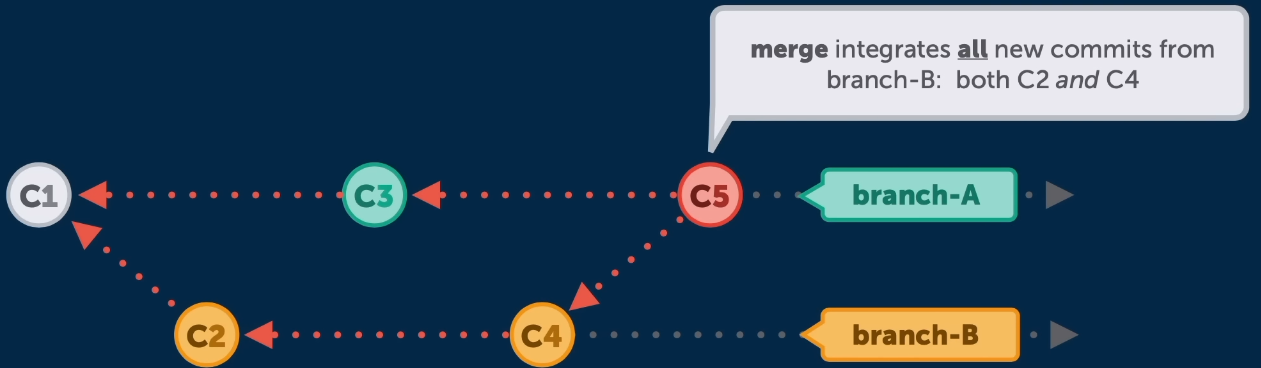 merge integrates all new commits from
branch-B: both C2 and C4
C1
C3
C5
branch-A
C2
C4
branch-B